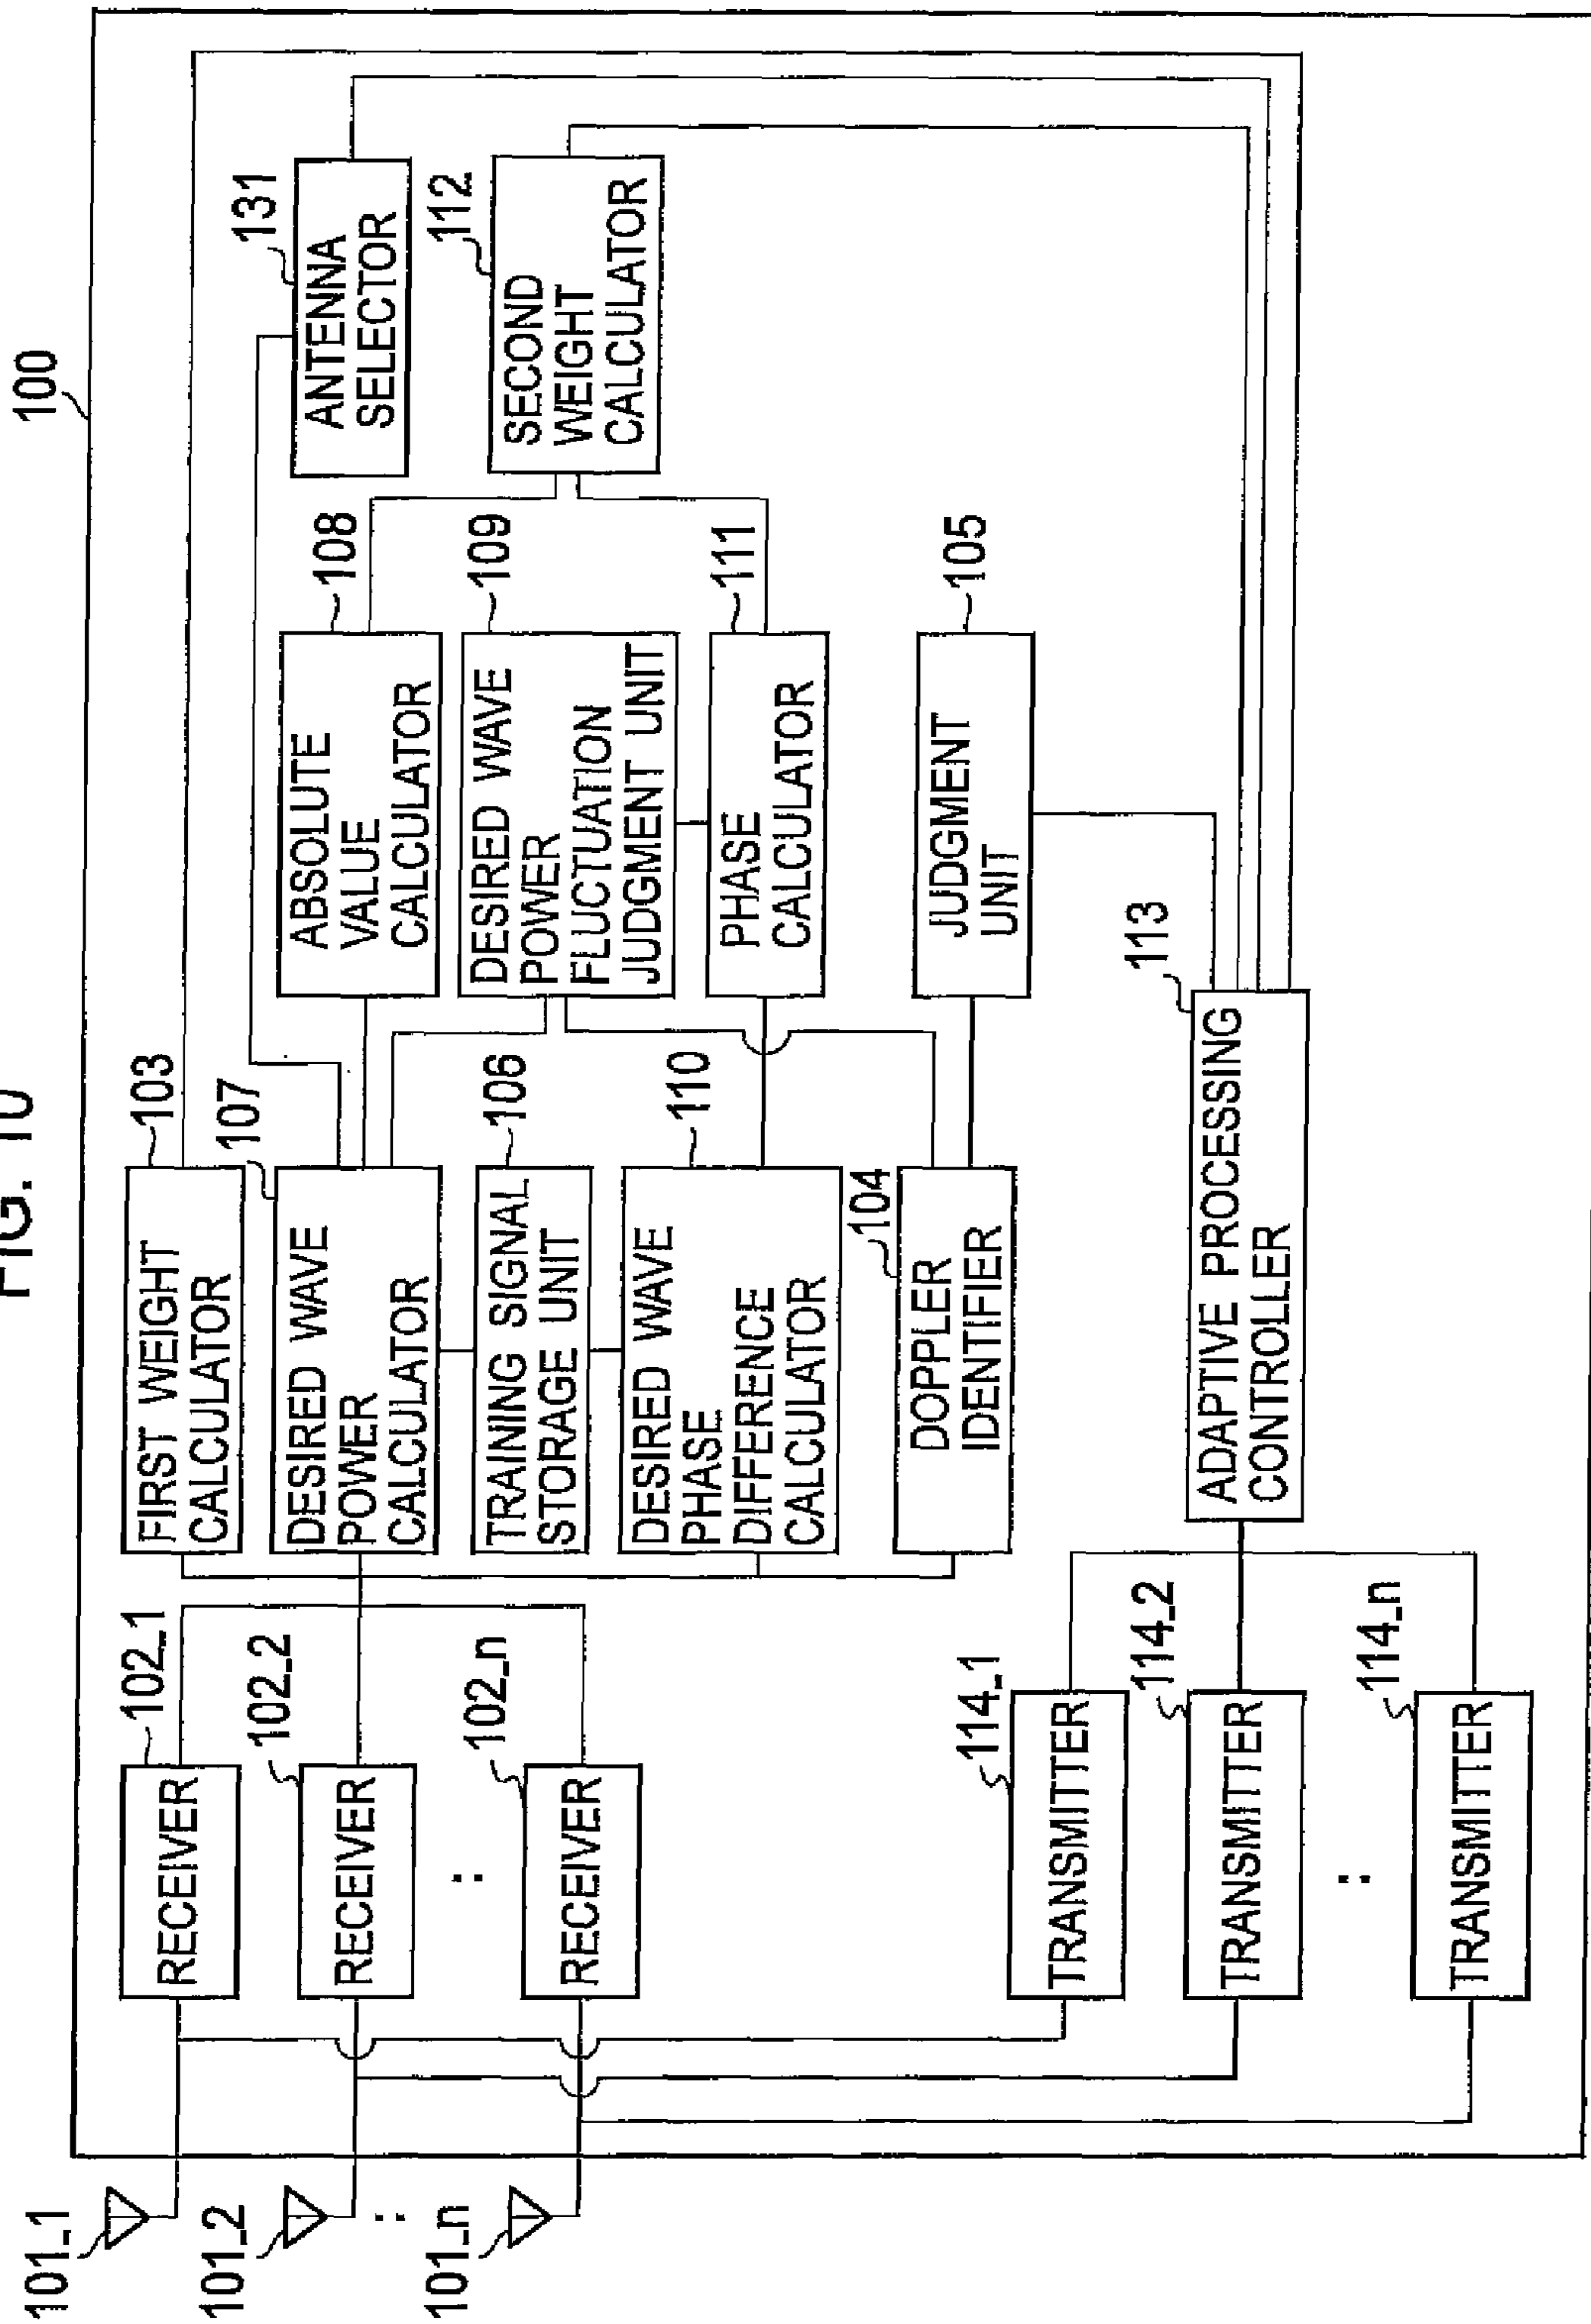 FIG. 10
100
101_1
101_2
101_n
102_1
RECEIVER
102_2
RECEIVER
102_n
RECEIVER
103
FIRST WEIGHT
CALCULATOR
107
DESIRED WAVE
POWER
CALCULATOR
106
TRAINING SIGNAL
STORAGE UNIT
110
DESIRED WAVE
PHASE
DIFFERENCE
CALCULATOR
104
DOPPLER
IDENTIFIER
108
ABSOLUTE
VALUE
CALCULATOR
109
DESIRED WAVE
POWER
FLUCTUATION
JUDGMENT UNIT
111
PHASE
CALCULATOR
105
JUDGMENT
UNIT
131
ANTENNA
SELECTOR
112
SECOND
WEIGHT
CALCULATOR
113
ADAPTIVE PROCESSING
CONTROLLER
114_1
TRANSMITTER
114_2
TRANSMITTER
114_n
TRANSMITTER